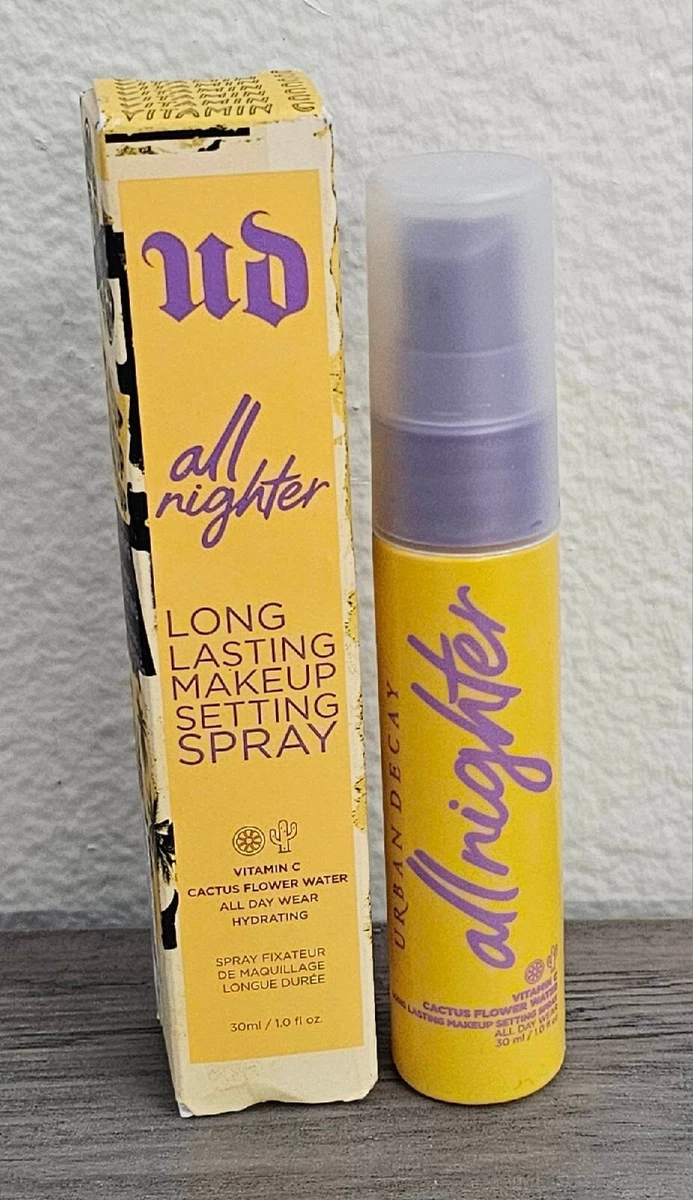 VITAMIN
ud
all
nighter
LONG
LASTING
MAKEUP
SETTING
SPRAY
VITAMIN C
CACTUS FLOWER WATER
ALL DAY WEAR
HYDRATING
SPRAY FIXATEUR
DE MAQUILLAGE
LONGUE DURÉE
30ml / 1.0 fl oz.
URBAN DECAY
all nighter
VITAMIN C
CACTUS FLOWER WATER
LONG LASTING MAKEUP SETTING SPRAY
ALL DAY WEAR
30 ml / 1.0 fl oz